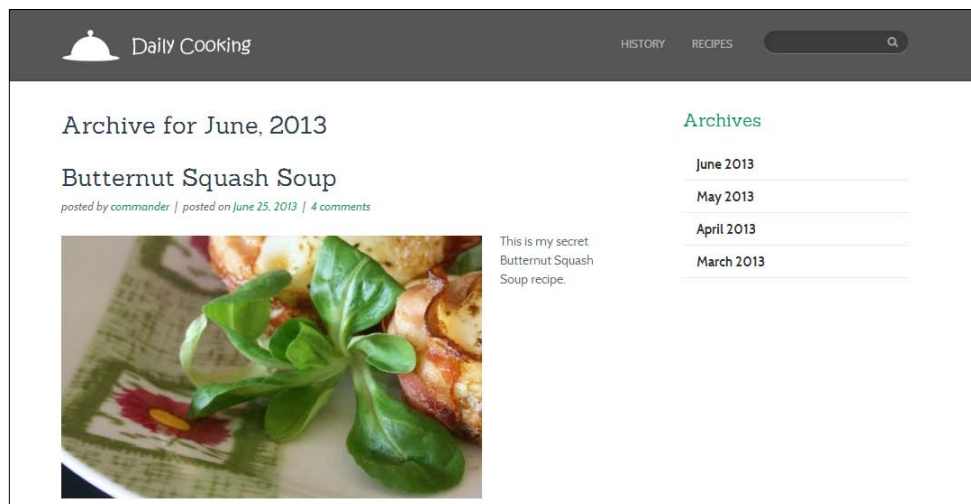 Daily Cooking
HISTORY RECIPES
Archive for June, 2013
Butternut Squash Soup
posted by commander | posted on June 25, 2013 | 4 comments
This is my secret
Butternut Squash
Soup recipe.
Archives
June 2013
May 2013
April 2013
March 2013